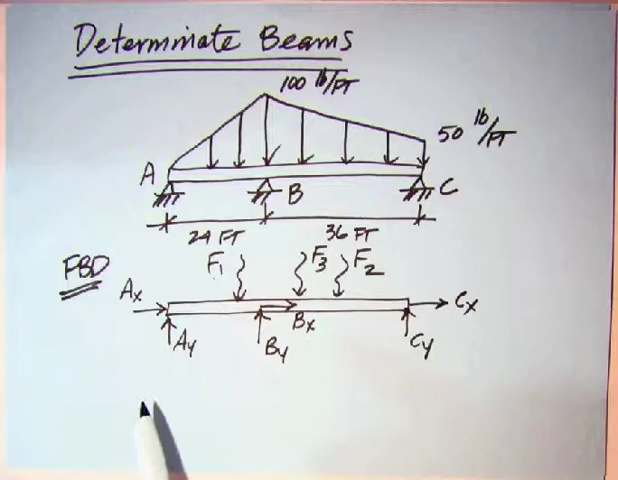 Determinate Beams
100 lb/FT
50 lb/FT
A
B
C
24 FT
36 FT
FBD
F1
F3
F2
Ax
Bx
Cx
Ay
By
Cy